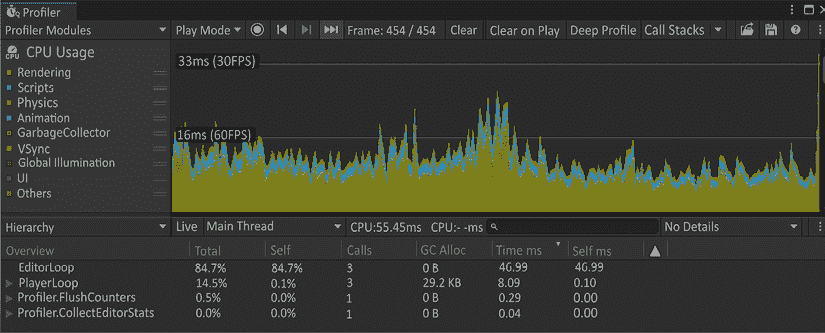 Profiler
Profiler Modules Play Mode Frame: 454 / 454 Clear Clear on Play Deep Profile Call Stacks
CPU CPU Usage
Rendering
Scripts
Physics
Animation
GarbageCollector
VSync
Global Illumination
UI
Others
33ms (30FPS)
16ms (60FPS)
Hierarchy Live Main Thread CPU:55.45ms CPU:- -ms No Details
Overview Total Self Calls GC Alloc Time ms Self ms
EditorLoop 84.7% 84.7% 3 0 B 46.99 46.99
PlayerLoop 14.5% 0.1% 3 29.2 KB 8.09 0.10
Profiler.FlushCounters 0.5% 0.0% 1 0 B 0.29 0.00
Profiler.CollectEditorStats 0.0% 0.0% 1 0 B 0.04 0.00